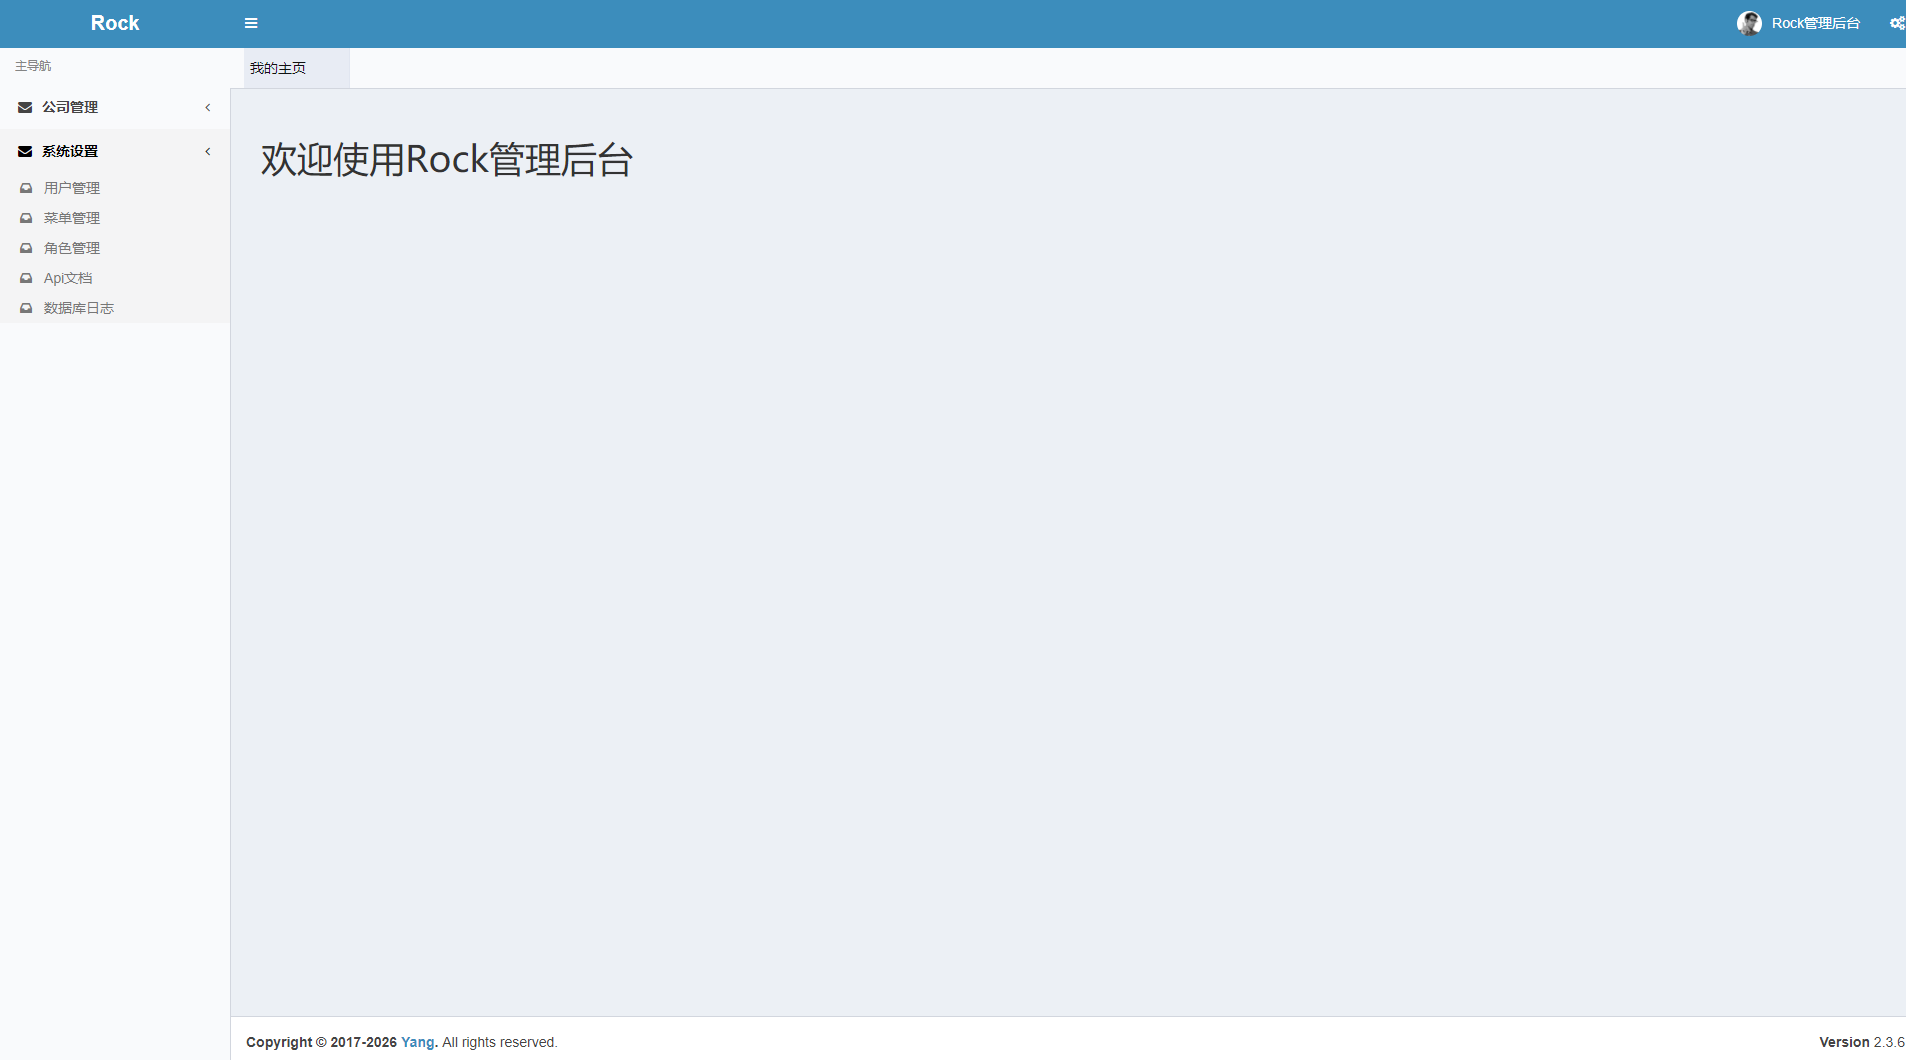 Rock
Rock管理后台
主导航
我的主页
公司管理
系统设置
用户管理
菜单管理
角色管理
Api文档
数据库日志
欢迎使用Rock管理后台
Copyright © 2017-2026 Yang. All rights reserved.
Version 2.3.6